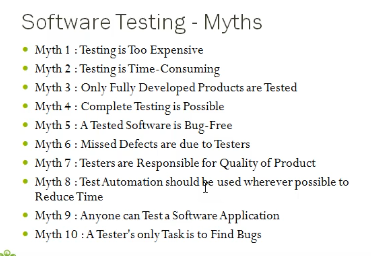 Software Testing - Myths
Myth 1 : Testing is Too Expensive
Myth 2 : Testing is Time-Consuming
Myth 3 : Only Fully Developed Products are Tested
Myth 4 : Complete Testing is Possible
Myth 5 : A Tested Software is Bug-Free
Myth 6 : Missed Defects are due to Testers
Myth 7 : Testers are Responsible for Quality of Product
Myth 8 : Test Automation should be used wherever possible to
Reduce Time
Myth 9 : Anyone can Test a Software Application
Myth 10 : A Tester's only Task is to Find Bugs